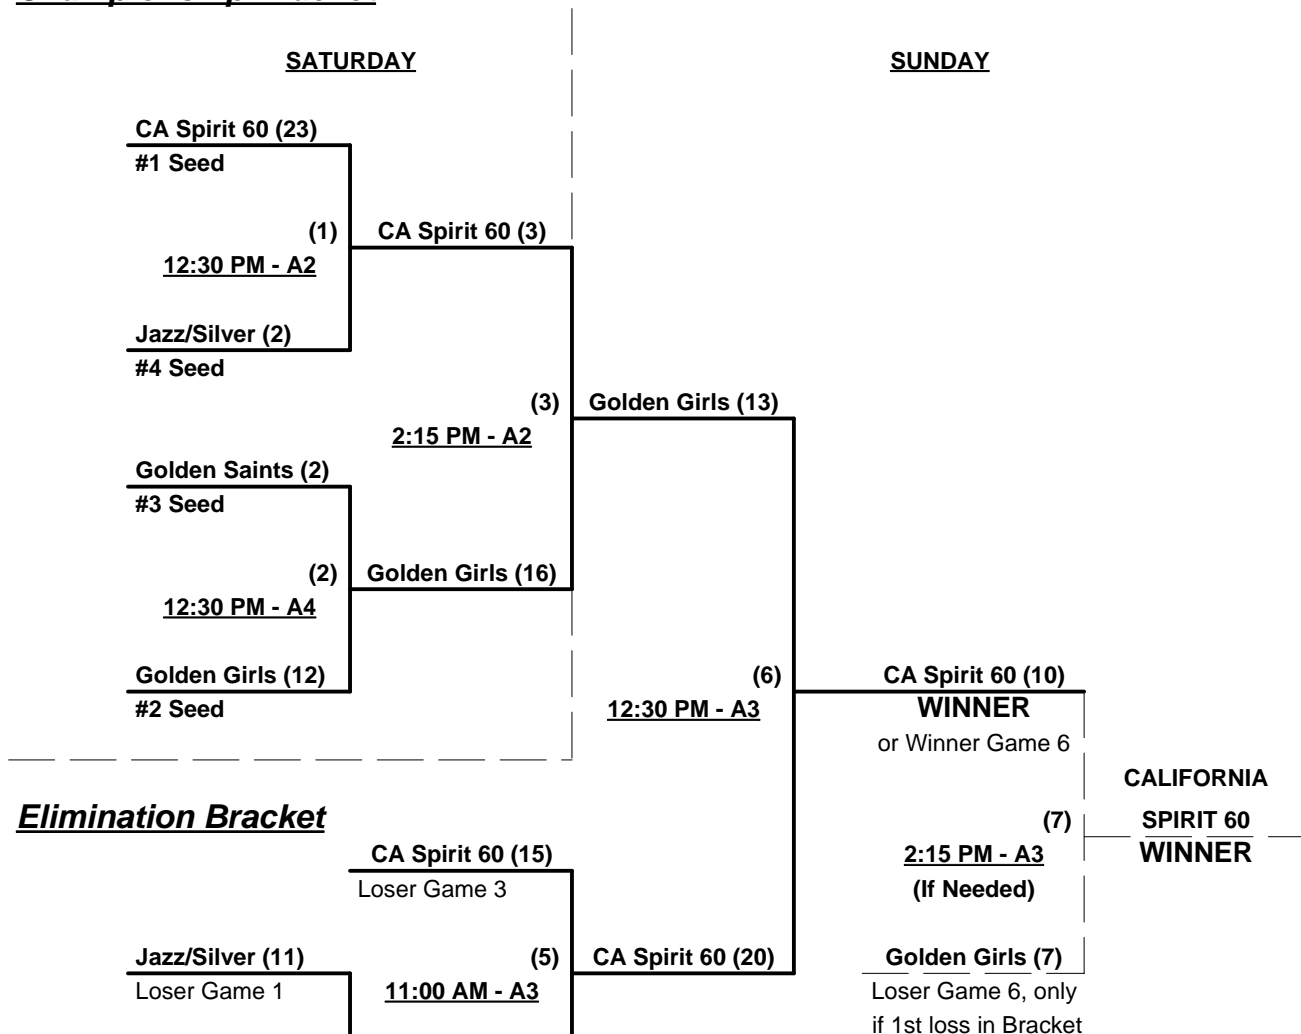 SATURDAY
SUNDAY
CA Spirit 60 (23)
#1 Seed
(1)
CA Spirit 60 (3)
12:30 PM - A2
Jazz/Silver (2)
#4 Seed
(3)
Golden Girls (13)
2:15 PM - A2
Golden Saints (2)
#3 Seed
(2)
Golden Girls (16)
12:30 PM - A4
Golden Girls (12)
#2 Seed
(6)
CA Spirit 60 (10)
12:30 PM - A3
WINNER
or Winner Game 6
CALIFORNIA
SPIRIT 60
WINNER
Elimination Bracket
(7)
2:15 PM - A3
(If Needed)
CA Spirit 60 (15)
Loser Game 3
Jazz/Silver (11)
Loser Game 1
(5)
CA Spirit 60 (20)
11:00 AM - A3
Golden Girls (7)
Loser Game 6, only
if 1st loss in Bracket